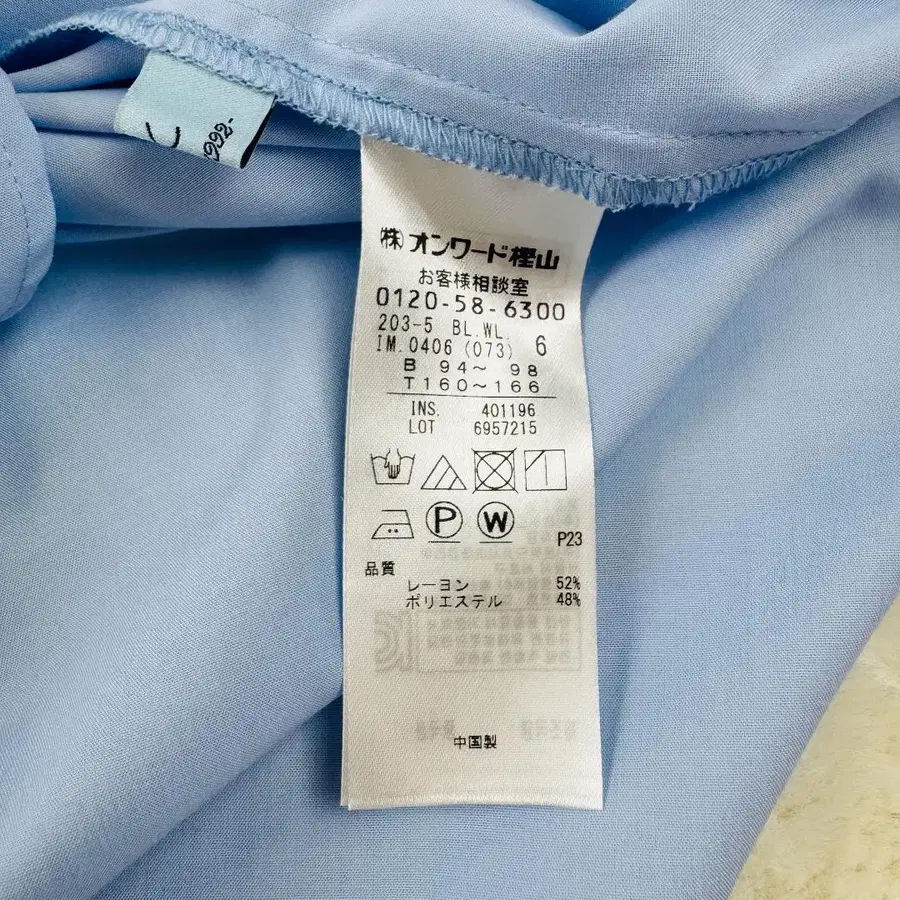 1992-
(株)オンワード樫山
お客様相談室
0120-58-6300
203-5 BL.WL.
IM.0406 (073) 6
B 94～ 98
T160～166
INS. 401196
LOT 6957215
P
W
P23
品質
レーヨン 52%
ポリエステル 48%
中国製